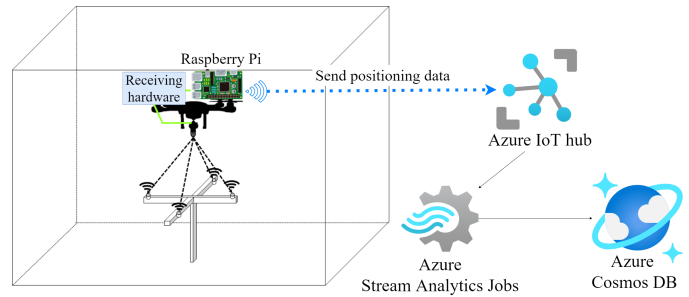 Raspberry Pi
Receiving
hardware
Send positioning data
Azure IoT hub
Azure
Stream Analytics Jobs
Azure
Cosmos DB